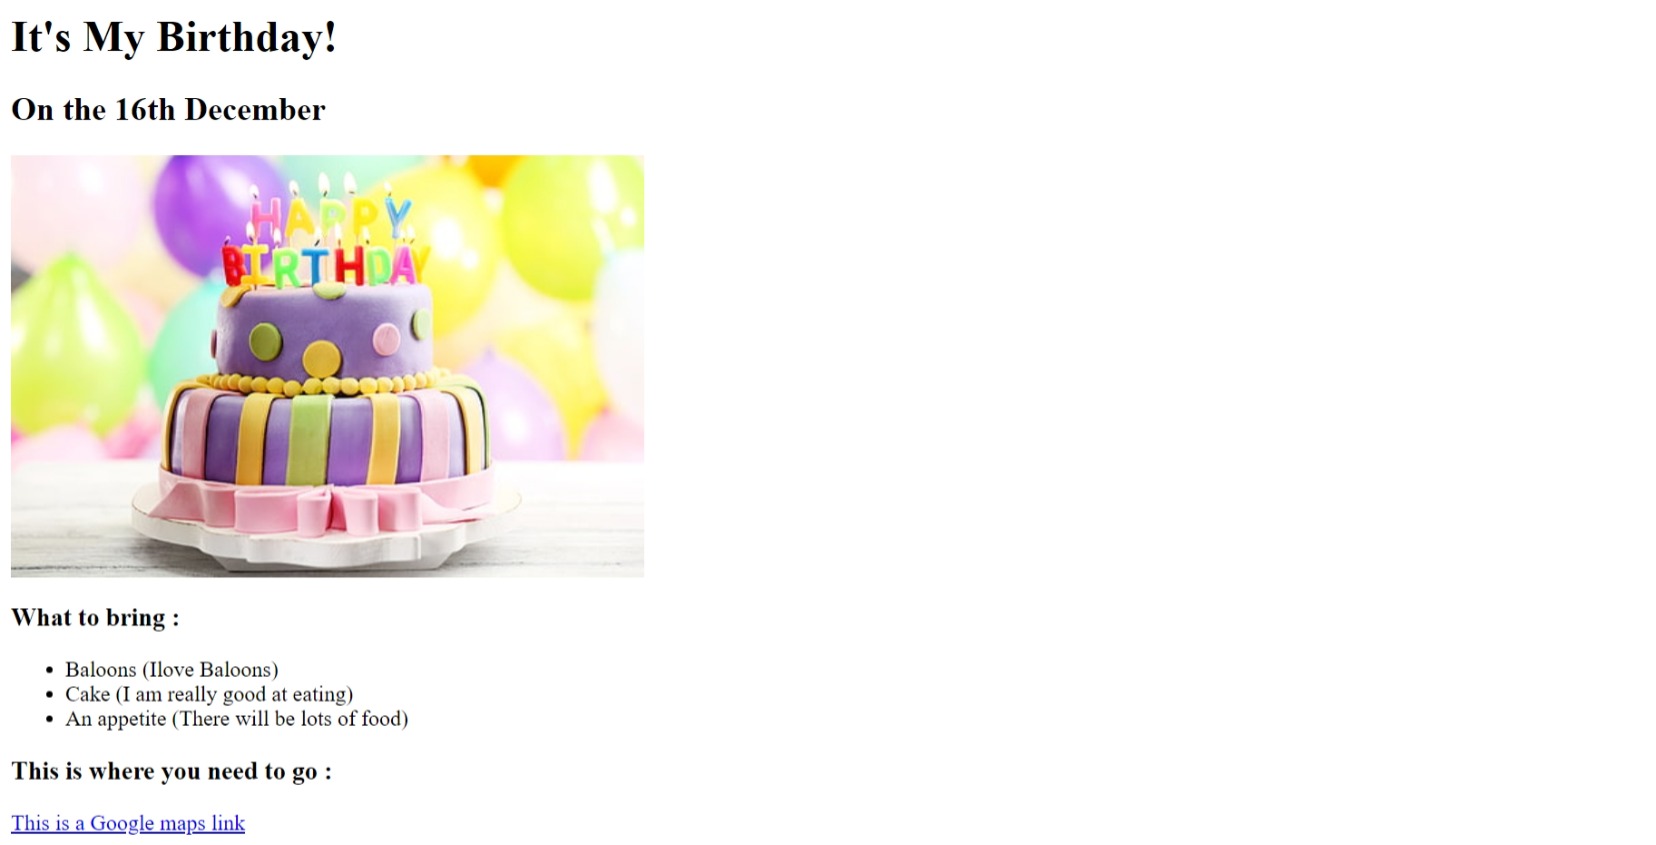 It's My Birthday!
On the 16th December
HAPPY
BIRTHDAY
What to bring :
Baloons (Ilove Baloons)
Cake (I am really good at eating)
An appetite (There will be lots of food)
This is where you need to go :
This is a Google maps link